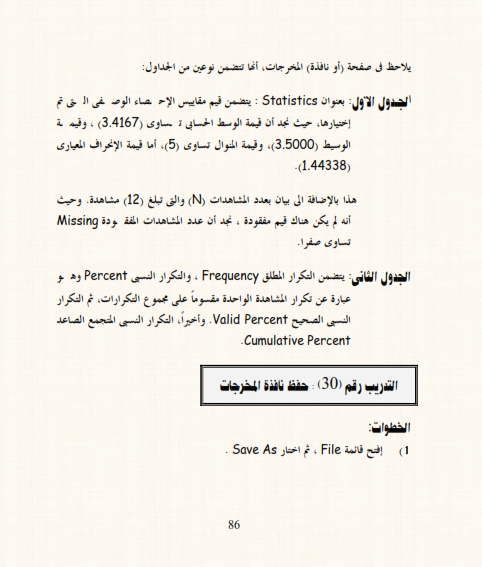 يلاحظ فى صفحة (أو نافذة) المخرجات، أنها تتضمن نوعين من الجداول:
الجدول الأول: بعنوان Statistics : يتضمن قيم مقاييس الإحصاء الوصفى التى تم
إختيارها، حيث نجد أن قيمة الوسط الحسابى تساوى (3.4167) ، وقيمة
الوسيط (3.5000)، وقيمة المنوال تساوى (5)، أما قيمة الإنحراف المعيارى
(1.44338).
هذا بالإضافة الى بيان بعدد المشاهدات (N) والتى تبلغ (12) مشاهدة. وحيث
أنه لم يكن هناك قيم مفقودة ، نجد أن عدد المشاهدات المفقودة Missing
تساوى صفرا.
الجدول الثانى: يتضمن التكرار المطلق Frequency ، والتكرار النسبى Percent وهو
عبارة عن تكرار المشاهدة الواحدة مقسوماً على مجموع التكرارات، ثم التكرار
النسبى الصحيح Valid Percent. وأخيراً، التكرار النسبى المتجمع الصاعد
Cumulative Percent.
التدريب رقم (30) : حفظ نافذة المخرجات
الخطوات:
1) إفتح قائمة File ، ثم اختار Save As .
86